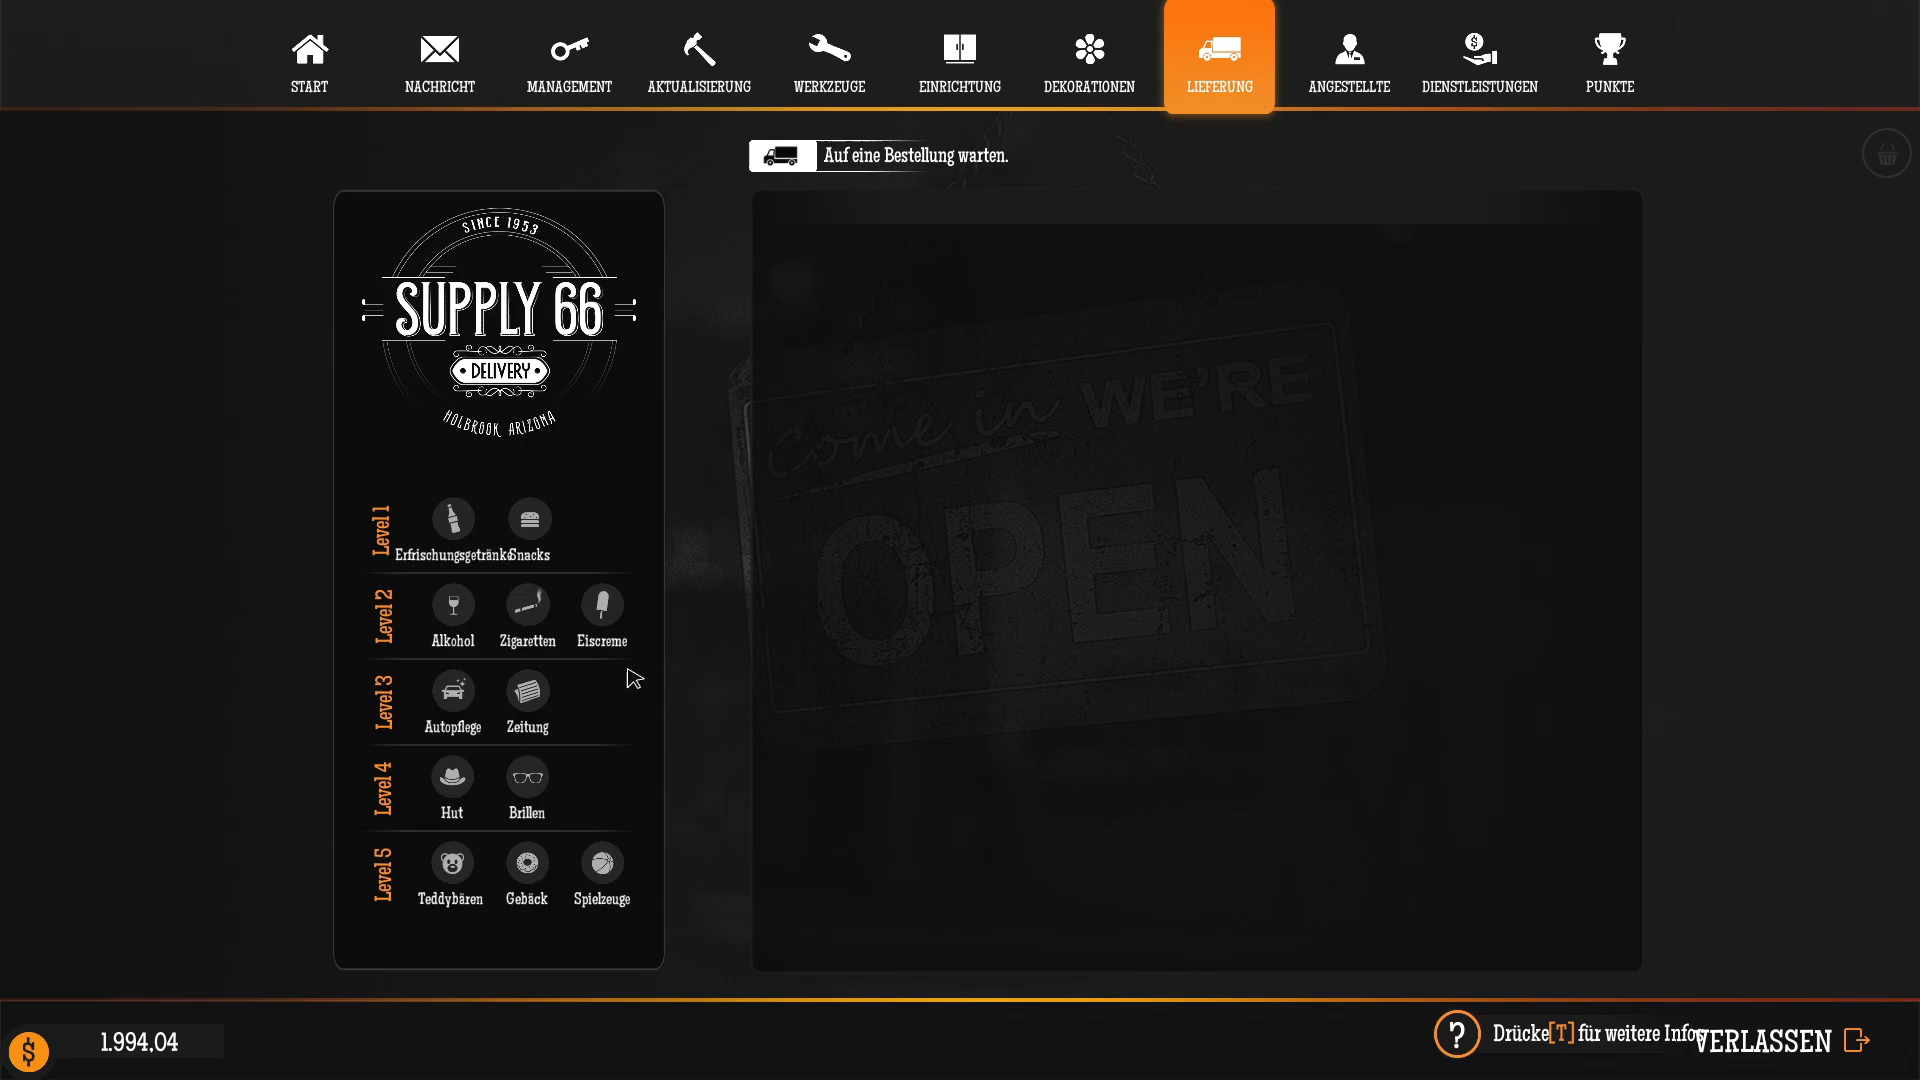 START
NACHRICHT
MANAGEMENT
AKTUALISIERUNG
WERKZEUGE
EINRICHTUNG
DEKORATIONEN
LIEFERUNG
ANGESTELLTE
DIENSTLEISTUNGEN
PUNKTE
Auf eine Bestellung warten.
SINCE 1953
SUPPLY 66
• DELIVERY •
HOLBROOK ARIZONA
Come in WE'RE
OPEN
Level 1
Erfrischungsgetränke
Snacks
Level 2
Alkohol
Zigaretten
Eiscreme
Level 3
Autopflege
Zeitung
Level 4
Hut
Brillen
Level 5
Teddybären
Gebäck
Spielzeuge
$ 1.994,04
? Drücke[T] für weitere Infos
VERLASSEN